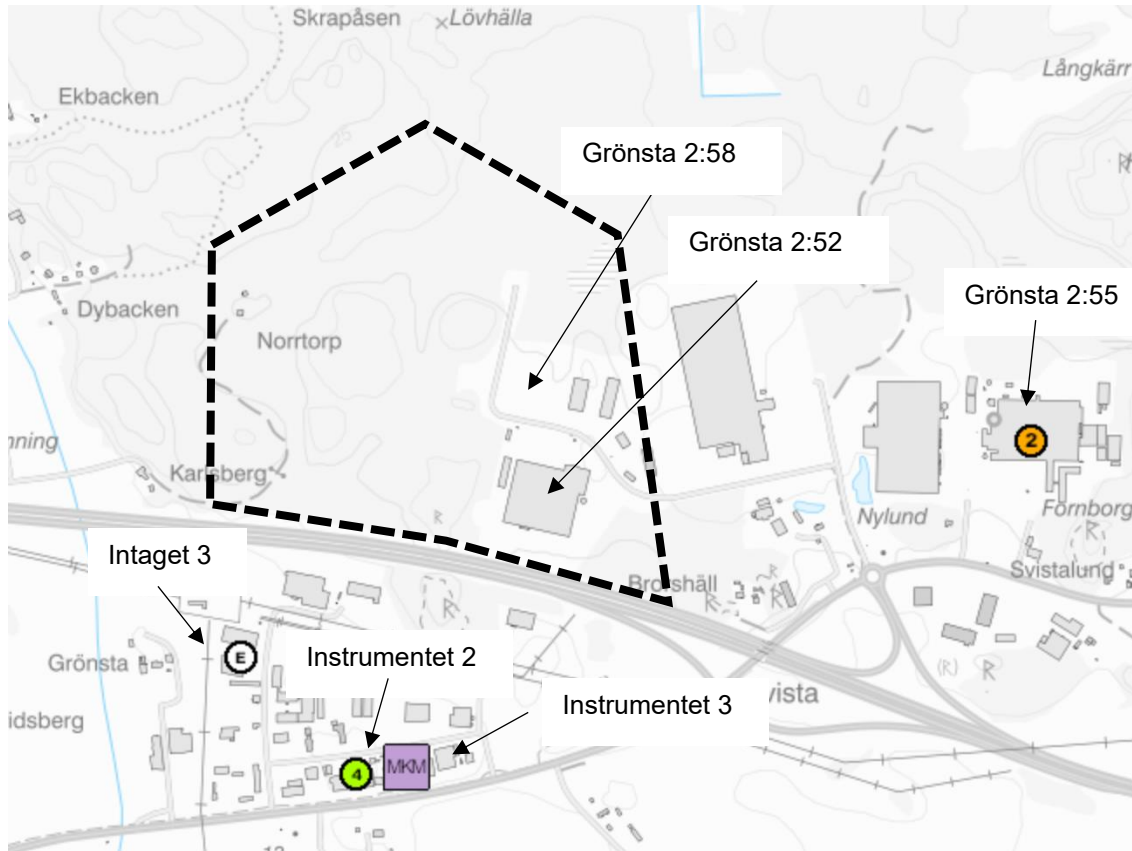 Skrapåsen
Lövhälla
Långkärr
Ekbacken
Grönsta 2:58
Grönsta 2:52
Grönsta 2:55
25
Dybacken
Norrtorp
nning
Karlsberg
Nylund
Fornborg
R
Intaget 3
Brotshäll
Svistalund
Grönsta
E
Instrumentet 2
(R)
R
idsberg
Instrumentet 3
vista
4
MKM
2